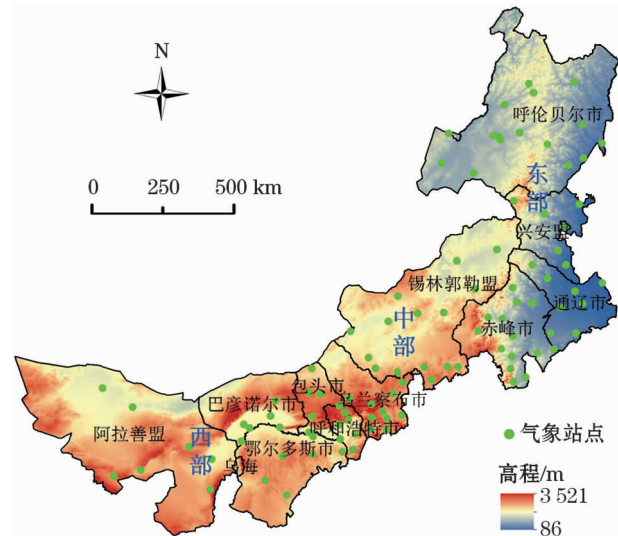 N
0 250 500 km
呼伦贝尔市
东部
兴安盟
锡林郭勒盟
通辽市
赤峰市
中部
包头市
巴彦诺尔市
乌兰察布市
呼和浩特市
阿拉善盟
西部
鄂尔多斯市
乌海
气象站点
高程/m
3 521
86